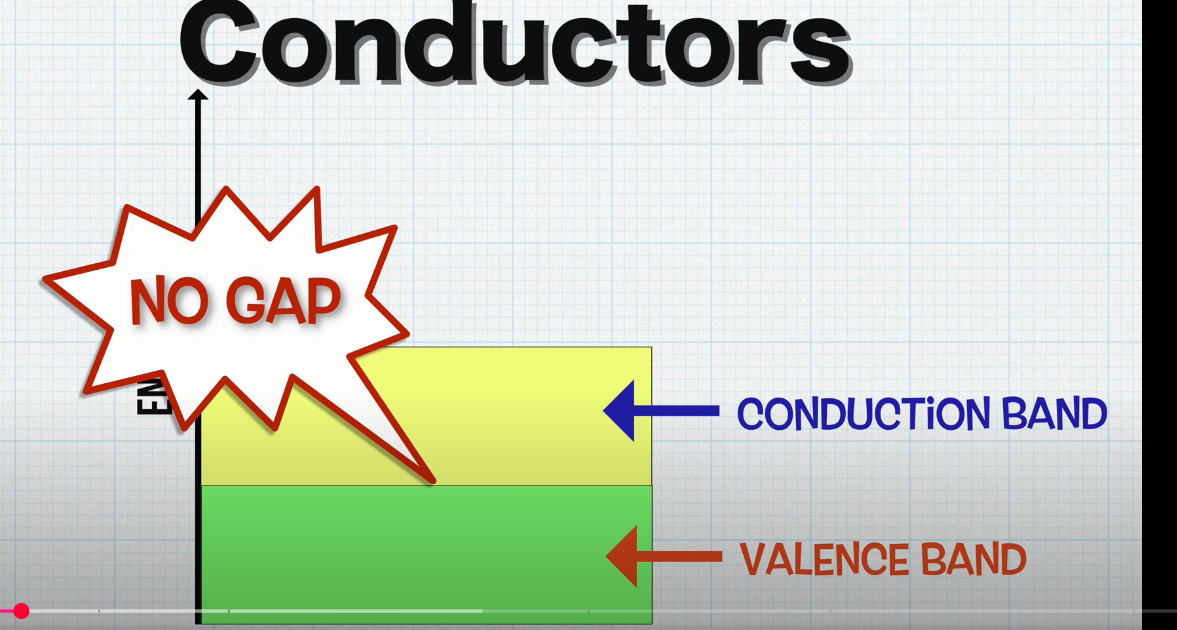 Conductors
NO GAP
CONDUCTiON BAND
VALENCE BAND